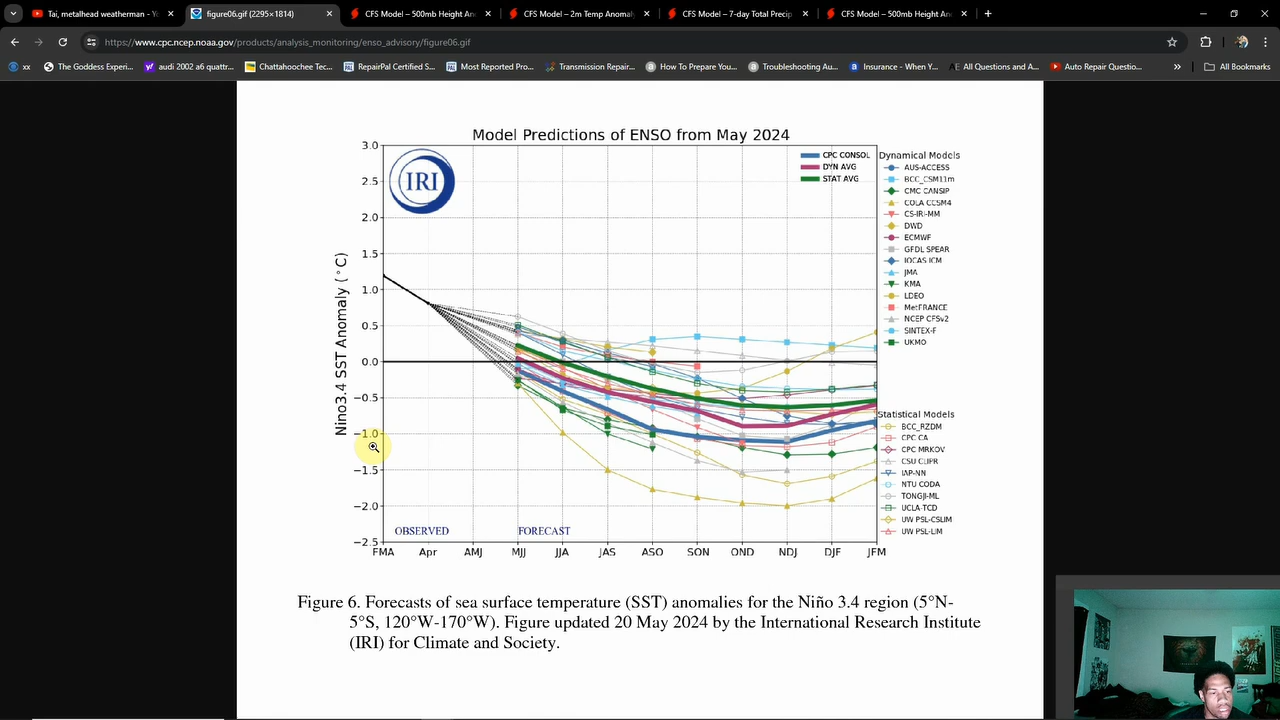 Tai, metalhead weatherman - Yo
figure06.gif (2295×1814)
CFS Model – 500mb Height An
CFS Model – 2m Temp Anomal
CFS Model – 7-day Total Precip
CFS Model – 500mb Height An
https://www.cpc.ncep.noaa.gov/products/analysis_monitoring/enso_advisory/figure06.gif
xx
The Goddess Experi...
audi 2002 a6 quattr...
Chattahoochee Tec...
RepairPal Certified S...
Most Reported Pro...
Transmission Repair...
How To Prepare You...
Troubleshooting Au...
Insurance - When Y...
All Questions and A...
Auto Repair Questio...
All Bookmarks
Model Predictions of ENSO from May 2024
IRI
CPC CONSOL
DYN AVG
STAT AVG
Nino3.4 SST Anomaly (°C)
3.0
2.5
2.0
1.5
1.0
0.5
0.0
−0.5
−1.0
−1.5
−2.0
−2.5
OBSERVED
FORECAST
FMA Apr AMJ MJJ JJA JAS ASO SON OND NDJ DJF JFM
Dynamical Models
AUS-ACCESS
BCC_CSM11m
CMC CANSIP
COLA CCSM4
CS-IRI-MM
DWD
ECMWF
GFDL SPEAR
IOCAS ICM
JMA
KMA
LDEO
MetFRANCE
NCEP CFSv2
SINTEX-F
UKMO
Statistical Models
BCC_RZDM
CPC CA
CPC MRKOV
CSU CLIPR
IAP-NN
NTU CODA
TONGJI-ML
UCLA-TCD
UW PSL-CSLIM
UW PSL-LIM
Figure 6. Forecasts of sea surface temperature (SST) anomalies for the Niño 3.4 region (5°N-
5°S, 120°W-170°W). Figure updated 20 May 2024 by the International Research Institute
(IRI) for Climate and Society.